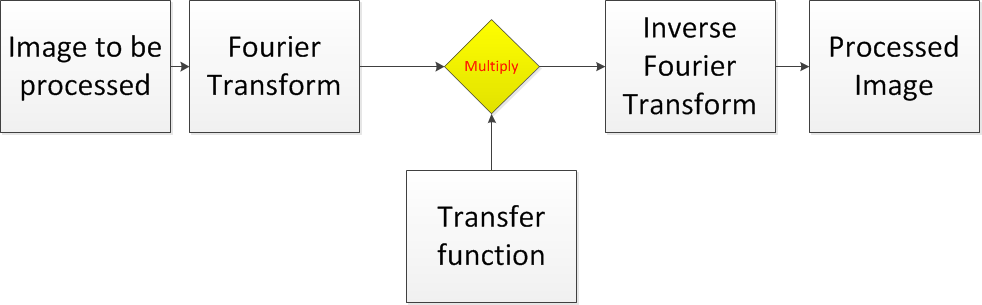 Image to be
processed
Fourier
Transform
Multiply
Inverse
Fourier
Transform
Processed
Image
Transfer
function